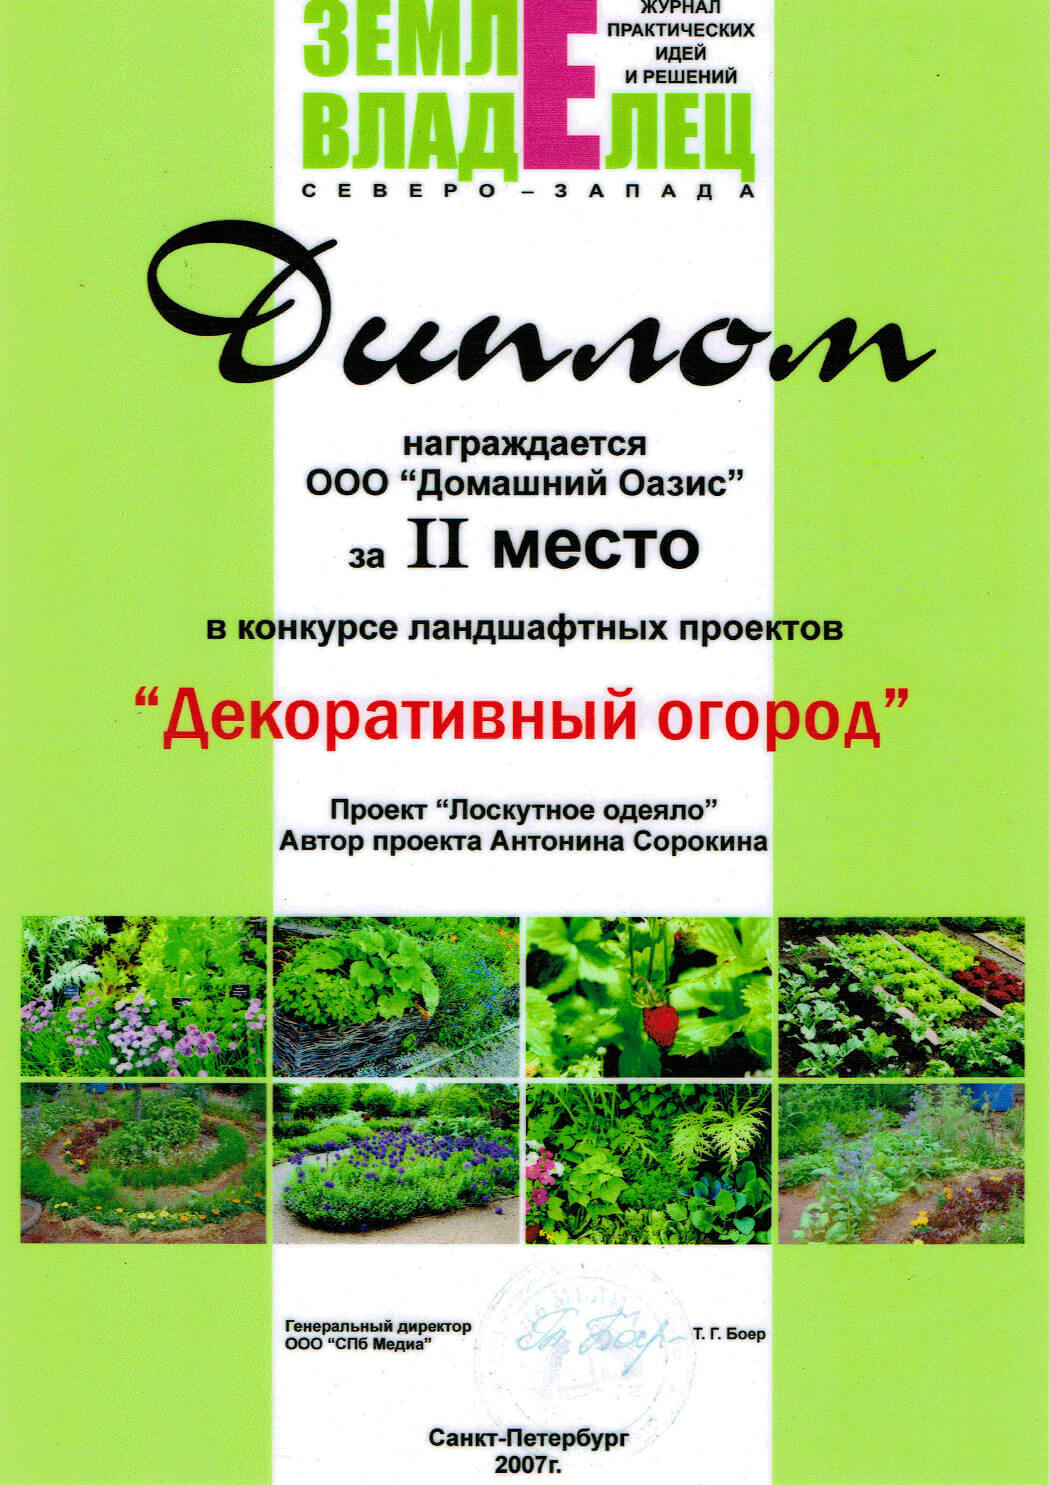 ЖУРНАЛ
ПРАКТИЧЕСКИХ
ИДЕЙ
И РЕШЕНИЙ
ЗЕМЛЕ
ВЛАДЕЛЕЦ
СЕВЕРО-ЗАПАДА
Диплом
награждается
ООО “Домашний Оазис”
за II место
в конкурсе ландшафтных проектов
“Декоративный огород”
Проект “Лоскутное одеяло”
Автор проекта Антонина Сорокина
Генеральный директор
ООО “СПб Медиа”
Т. Г. Боер
Санкт-Петербург
2007г.